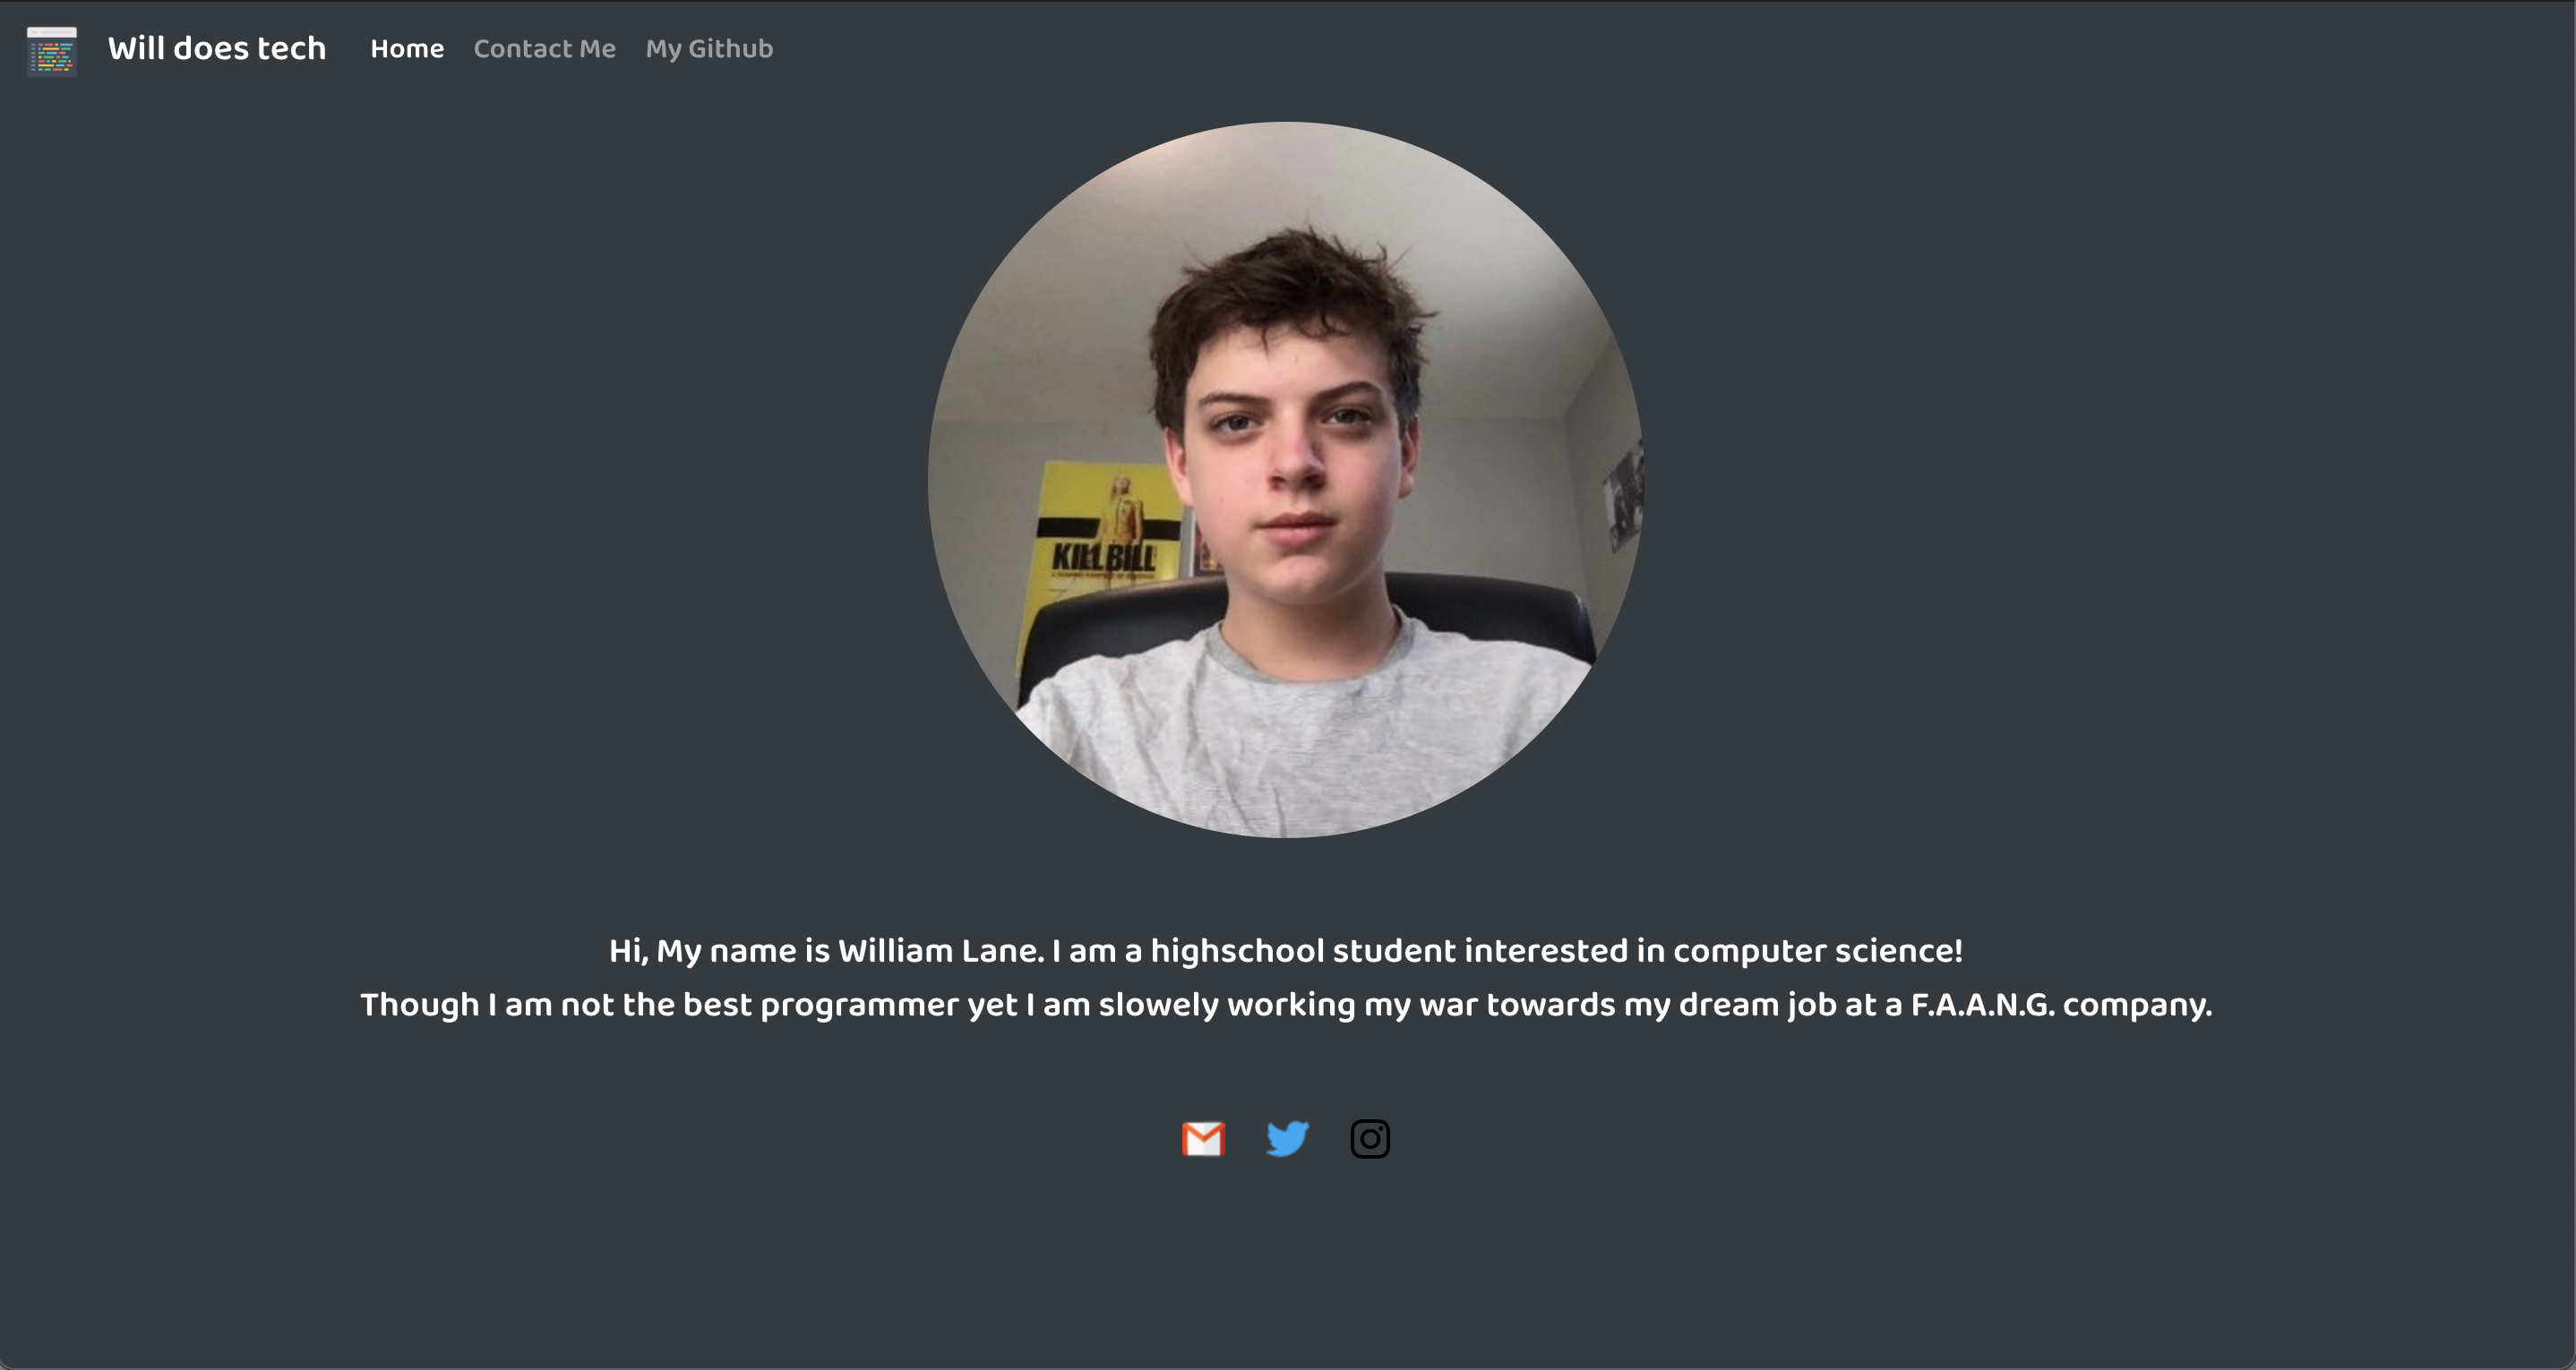 Will does tech
Home
Contact Me
My Github
KILL BILL
Hi, My name is William Lane. I am a highschool student interested in computer science!
Though I am not the best programmer yet I am slowely working my war towards my dream job at a F.A.A.N.G. company.